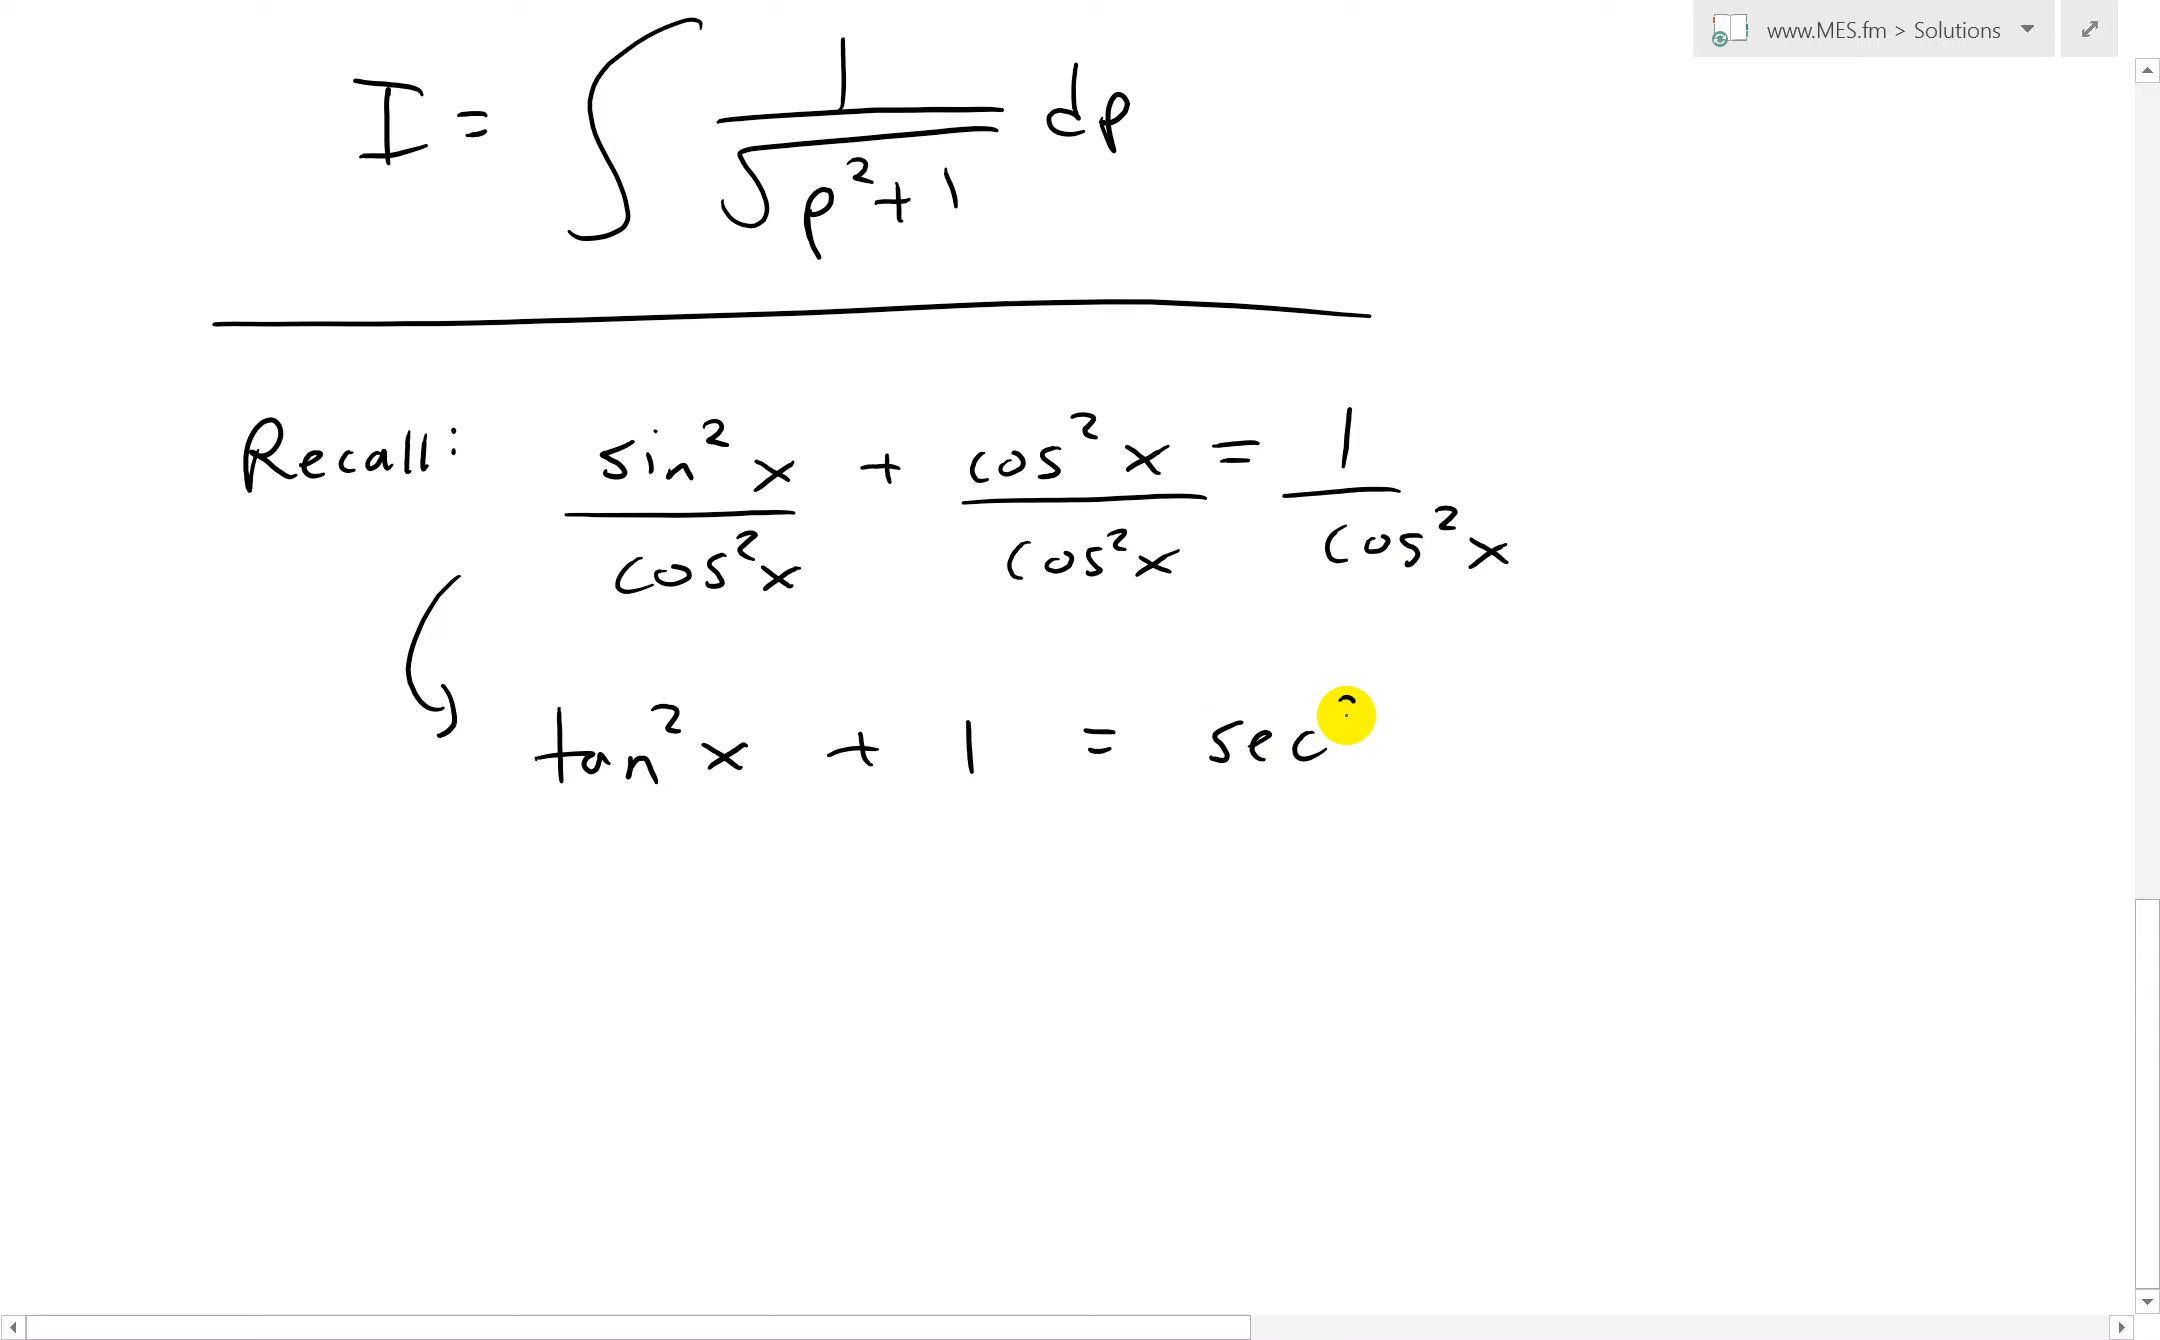 www.MES.fm > Solutions
I = ∫ 1/√(p²+1) dp
Recall: sin²x/cos²x + cos²x/cos²x = 1/cos²x
tan²x + 1 = sec